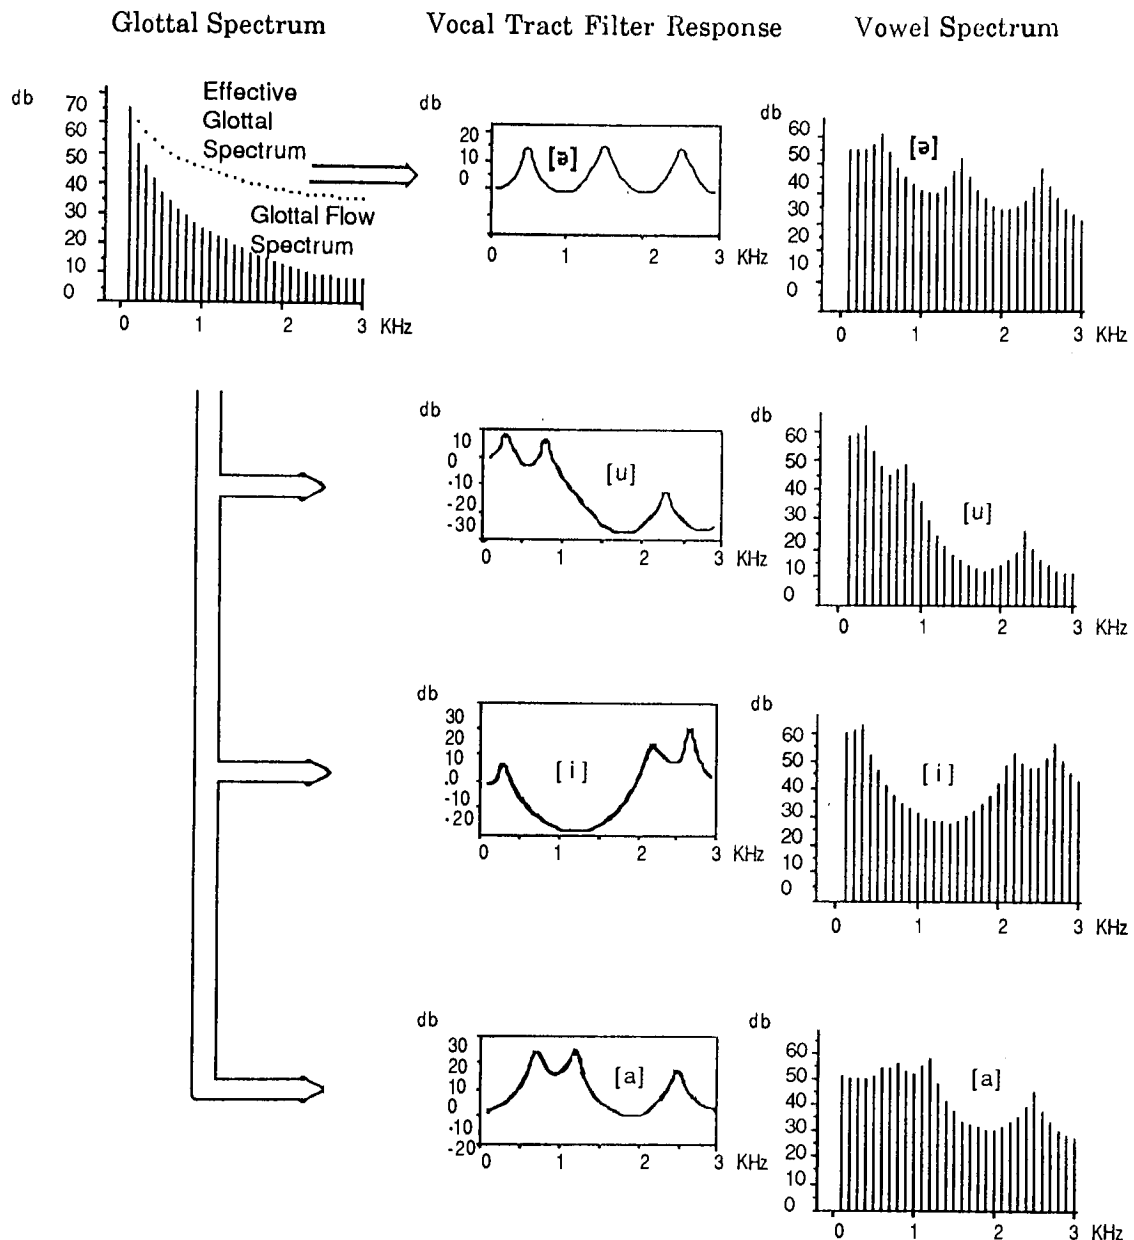 Glottal Spectrum
Vocal Tract Filter Response
Vowel Spectrum
db
70
60
50
40
30
20
10
0
Effective
Glottal
Spectrum
Glottal Flow
Spectrum
0 1 2 3 KHz
db
20
10
0
[ə]
0 1 2 3 KHz
db
60
50
40
30
20
10
0
[ə]
0 1 2 3 KHz
db
10
0
-10
-20
-30
[u]
0 1 2 3 KHz
db
60
50
40
30
20
10
0
[u]
0 1 2 3 KHz
db
30
20
10
.0
-10
-20
[i]
0 1 2 3 KHz
db
60
50
40
30
20
10
0
[i]
0 1 2 3 KHz
db
30
20
10
0
-10
-20
[a]
0 1 2 3 KHz
db
60
50
40
30
20
10
0
[a]
0 1 2 3 KHz